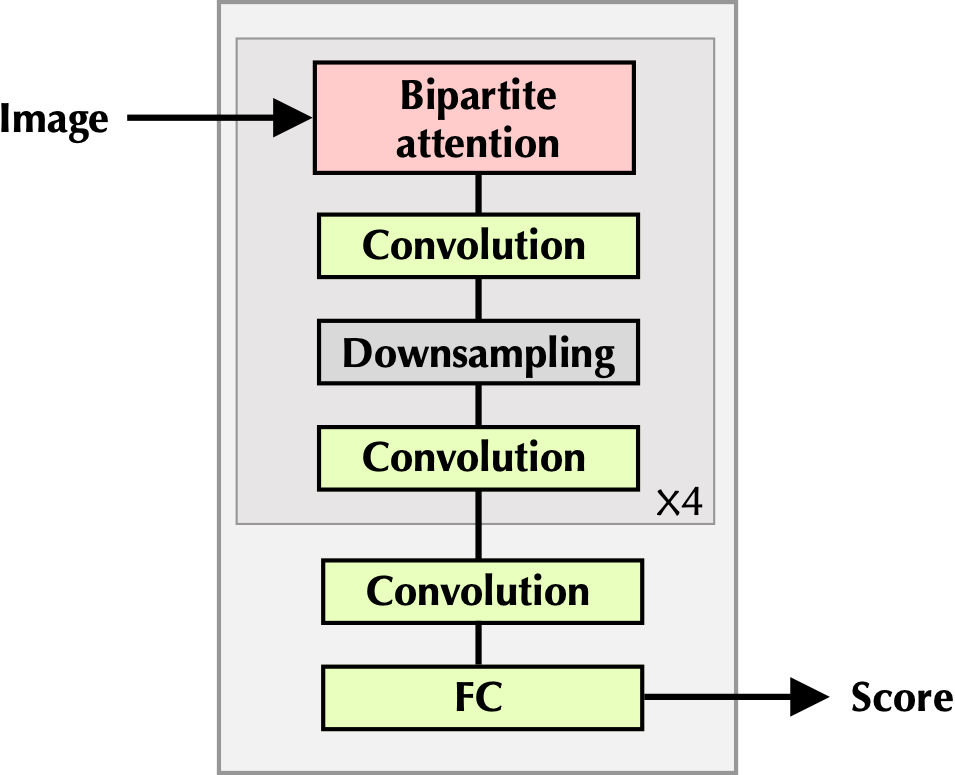 Image
Bipartite
attention
Convolution
Downsampling
Convolution
X4
Convolution
FC
Score